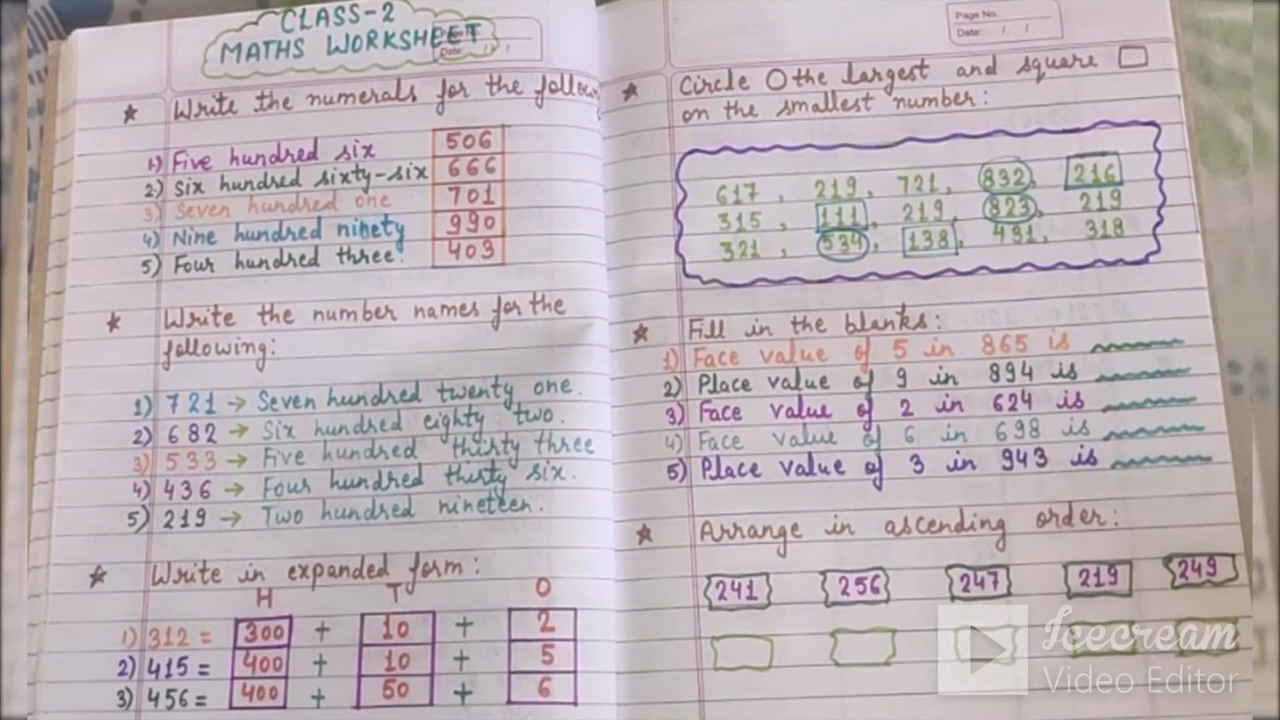 CLASS-2
MATHS WORKSHEET
Date: / /
★ Write the numerals for the follow
1) Five hundred six 506
2) Six hundred sixty-six 666
3) Seven hundred one 701
4) Nine hundred ninety 990
5) Four hundred three. 403
★ Write the number names for the
following:
1) 721 → Seven hundred twenty one.
2) 682 → Six hundred eighty two.
3) 533 → Five hundred thirty three
4) 436 → Four hundred thirty six.
5) 219 → Two hundred nineteen.
★ Write in expanded form:
H T O
1) 312 = 300 + 10 + 2
2) 415 = 400 + 10 + 5
3) 456 = 400 + 50 + 6
Page No.
Date: / /
★ Circle O the largest and square □
on the smallest number:
617, 219, 721, 832, 216
315, 111, 219, 823, 219
321, 534, 138, 431, 318
★ Fill in the blanks:
1) Face value of 5 in 865 is
2) Place value of 9 in 894 is
3) Face value of 2 in 624 is
4) Face value of 6 in 698 is
5) Place value of 3 in 943 is
★ Arrange in ascending order:
241 256 247 219 249
Icecream
Video Editor